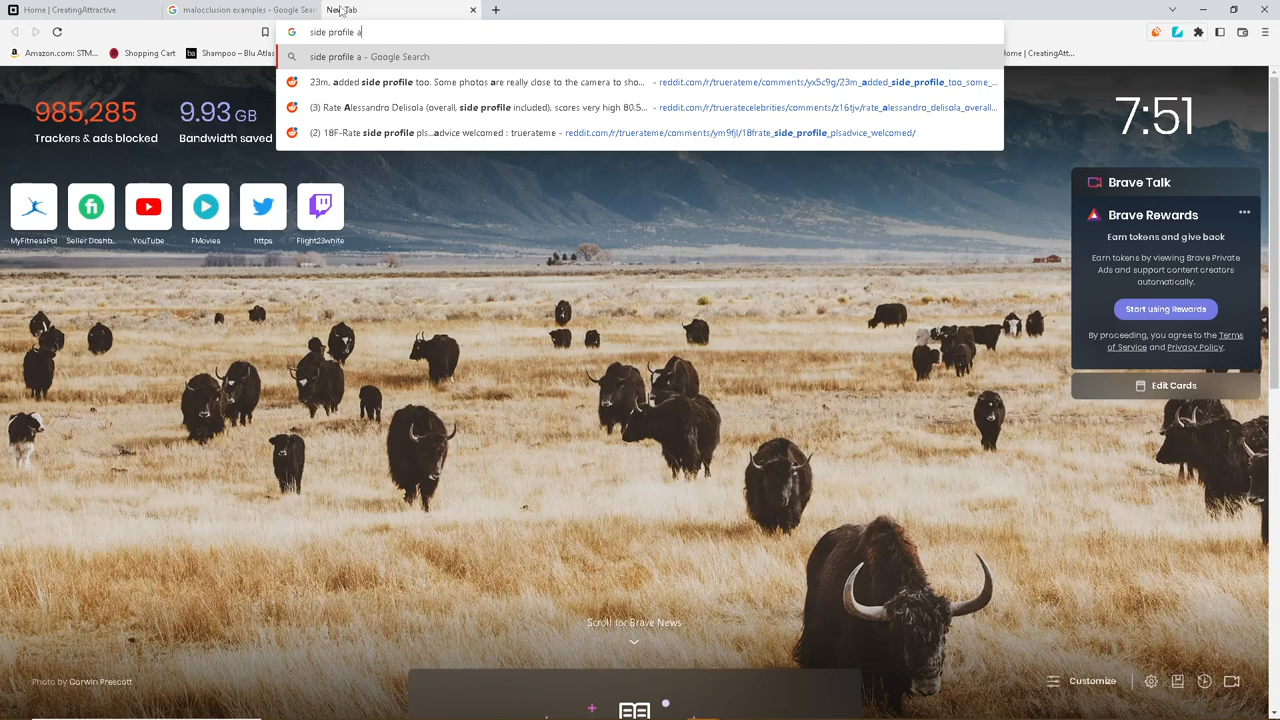 Home | CreatingAttractive
malocclusion examples - Google Sear
New Tab
side profile a
Amazon.com: STM...
Shopping Cart
Shampoo – Blu Atlas
Home | CreatingAtt...
side profile a - Google Search
23m, added side profile too. Some photos are really close to the camera to sho... - reddit.com/r/truerateme/comments/yx5c9g/23m_added_side_profile_too_some_...
(3) Rate Alessandro Delisola (overall, side profile included), scores very high 80.5... - reddit.com/r/trueratecelebrities/comments/z16tjv/rate_alessandro_delisola_overall...
(2) 18F-Rate side profile pls...advice welcomed : truerateme - reddit.com/r/truerateme/comments/ym9fjl/18frate_side_profile_plsadvice_welcomed/
985,285
Trackers & ads blocked
9.93 GB
Bandwidth saved
7:51
MyFitnessPal
Seller Dashb...
YouTube
FMovies
https
Flight23white
Brave Talk
Brave Rewards
Earn tokens and give back
Earn tokens by viewing Brave Private
Ads and support content creators
automatically.
Start using Rewards
By proceeding, you agree to the Terms
of Service and Privacy Policy.
Edit Cards
Scroll for Brave News
Photo by Corwin Prescott
Customize